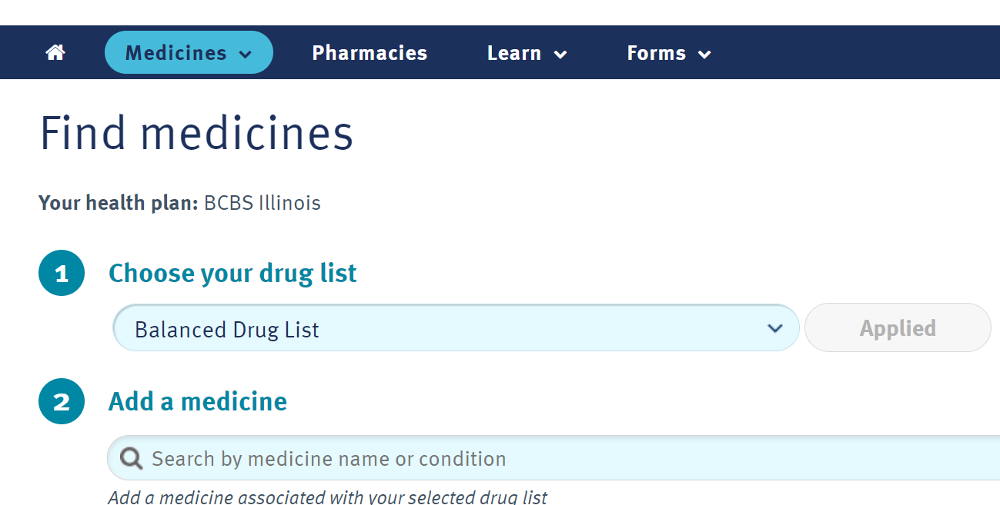 Medicines Pharmacies Learn Forms
Find medicines
Your health plan: BCBS Illinois
1 Choose your drug list
Balanced Drug List Applied
2 Add a medicine
Search by medicine name or condition
Add a medicine associated with your selected drug list